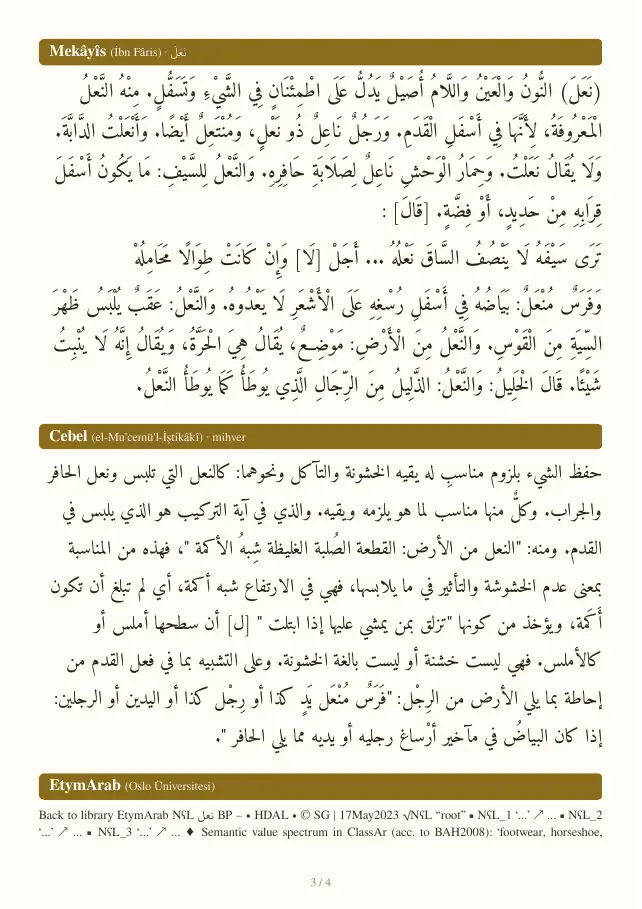 Mekâyîs (İbn Fâris) · نَعَلَ
(نَعَلَ) النُّونُ وَالْعَيْنُ وَاللَّامُ أُصَيْلٌ يَدُلُّ عَلَى اطْمِئْنَانٍ فِي الشَّيْءِ وَتَسَفُّلٍ. مِنْهُ النَّعْلُ
الْمَعْرُوفَةُ، لِأَنَّهَا فِي أَسْفَلِ الْقَدَمِ. وَرَجُلٌ نَاعِلٌ ذُو نَعْلٍ، وَمُنْتَعِلٌ أَيْضًا. وَأَنْعَلْتُ الدَّابَّةَ.
وَلَا يُقَالُ نَعَلْتُ. وَحِمَارُ الْوَحْشِ نَاعِلٌ لِصَلَابَةِ حَافِرِهِ. وَالنَّعْلُ لِلسَّيْفِ: مَا يَكُونُ أَسْفَلَ
قِرَابِهِ مِنْ حَدِيدٍ، أَوْ فِضَّةٍ. [قَالَ] :
تَرَى سَيْفَهُ لَا يَنْصُفُ السَّاقَ نَعْلُهُ ... أَجَلْ [لَا] وَإِنْ كَانَتْ طِوَالًا مَحَامِلُهْ
وَفَرَسٌ مُنْعَلٌ: بَيَاضُهُ فِي أَسْفَلِ رُسْغِهِ عَلَى الْأَشْعَرِ لَا يَعْدُوهُ. وَالنَّعْلُ: عَقَبٌ يُلْبَسُ ظَهْرَ
السِّيَةِ مِنَ الْقَوْسِ. وَالنَّعْلُ مِنَ الْأَرْضِ: مَوْضِعٌ، يُقَالُ هِيَ الْحَرَّةُ، وَيُقَالُ إِنَّهُ لَا يُنْبِتُ
شَيْئًا. قَالَ الْخَلِيلُ: وَالنَّعْلُ: الذَّلِيلُ مِنَ الرِّجَالِ الَّذِي يُوطَأُ كَمَا يُوطَأُ النَّعْلُ.
Cebel (el-Mu'cemü'l-İştikâkî) · mihver
حفظ الشيء بلزوم مناسبٍ له يقيه الخشونة والتآكل ونحوهما: كالنعل التي تلبس ونعل الحافر
والجراب. وكلٌّ منها مناسب لما هو يلزمه ويقيه. والذي في آية التركيب هو الذي يلبس في
القدم. ومنه: "النعل من الأرض: القطعة الصُلبة الغليظة شِبهُ الأكمة "، فهذه من المناسبة
بمعنى عدم الخشوشة والتأثير في ما يلابسها، فهي في الارتفاع شبه أكمة، أي لم تبلغ أن تكون
أَكَمة، ويؤخذ من كونها "تزلق بمن يمشي عليها إذا ابتلت " [ل] أن سطحها أملس أو
كالأملس. فهي ليست خشنة أو ليست بالغة الخشونة. وعلى التشبيه بما في فعل القدم من
إحاطة بما يلي الأرض من الرِجْل: "فَرَسٌ مُنْعَل يَدٍ كذا أو رِجْل كذا أو اليدين أو الرجلين:
إذا كان البياضُ في مآخير أرْساغ رجليه أو يديه مما يلي الحافر ".
EtymArab (Oslo Üniversitesi)
Back to library EtymArab NʕL نعل BP – • HDAL • © SG | 17May2023 √NʕL “root” ▪ NʕL_1 ‘...’ ↗ ... ▪ NʕL_2
‘...’ ↗ ... ▪ NʕL_3 ‘...’ ↗ ... ♦ Semantic value spectrum in ClassAr (acc. to BAH2008): ‘footwear, horseshoe,
3 / 4